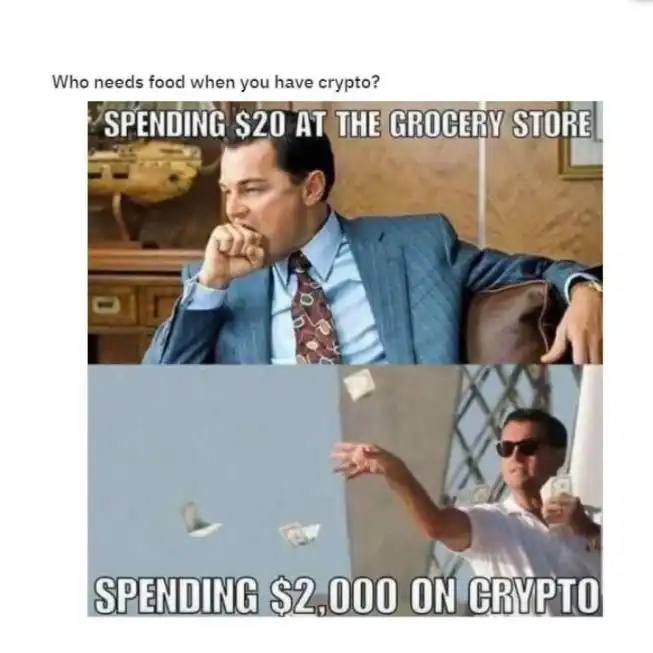 Who needs food when you have crypto?
SPENDING $20 AT THE GROCERY STORE
SPENDING $2,000 ON CRYPTO